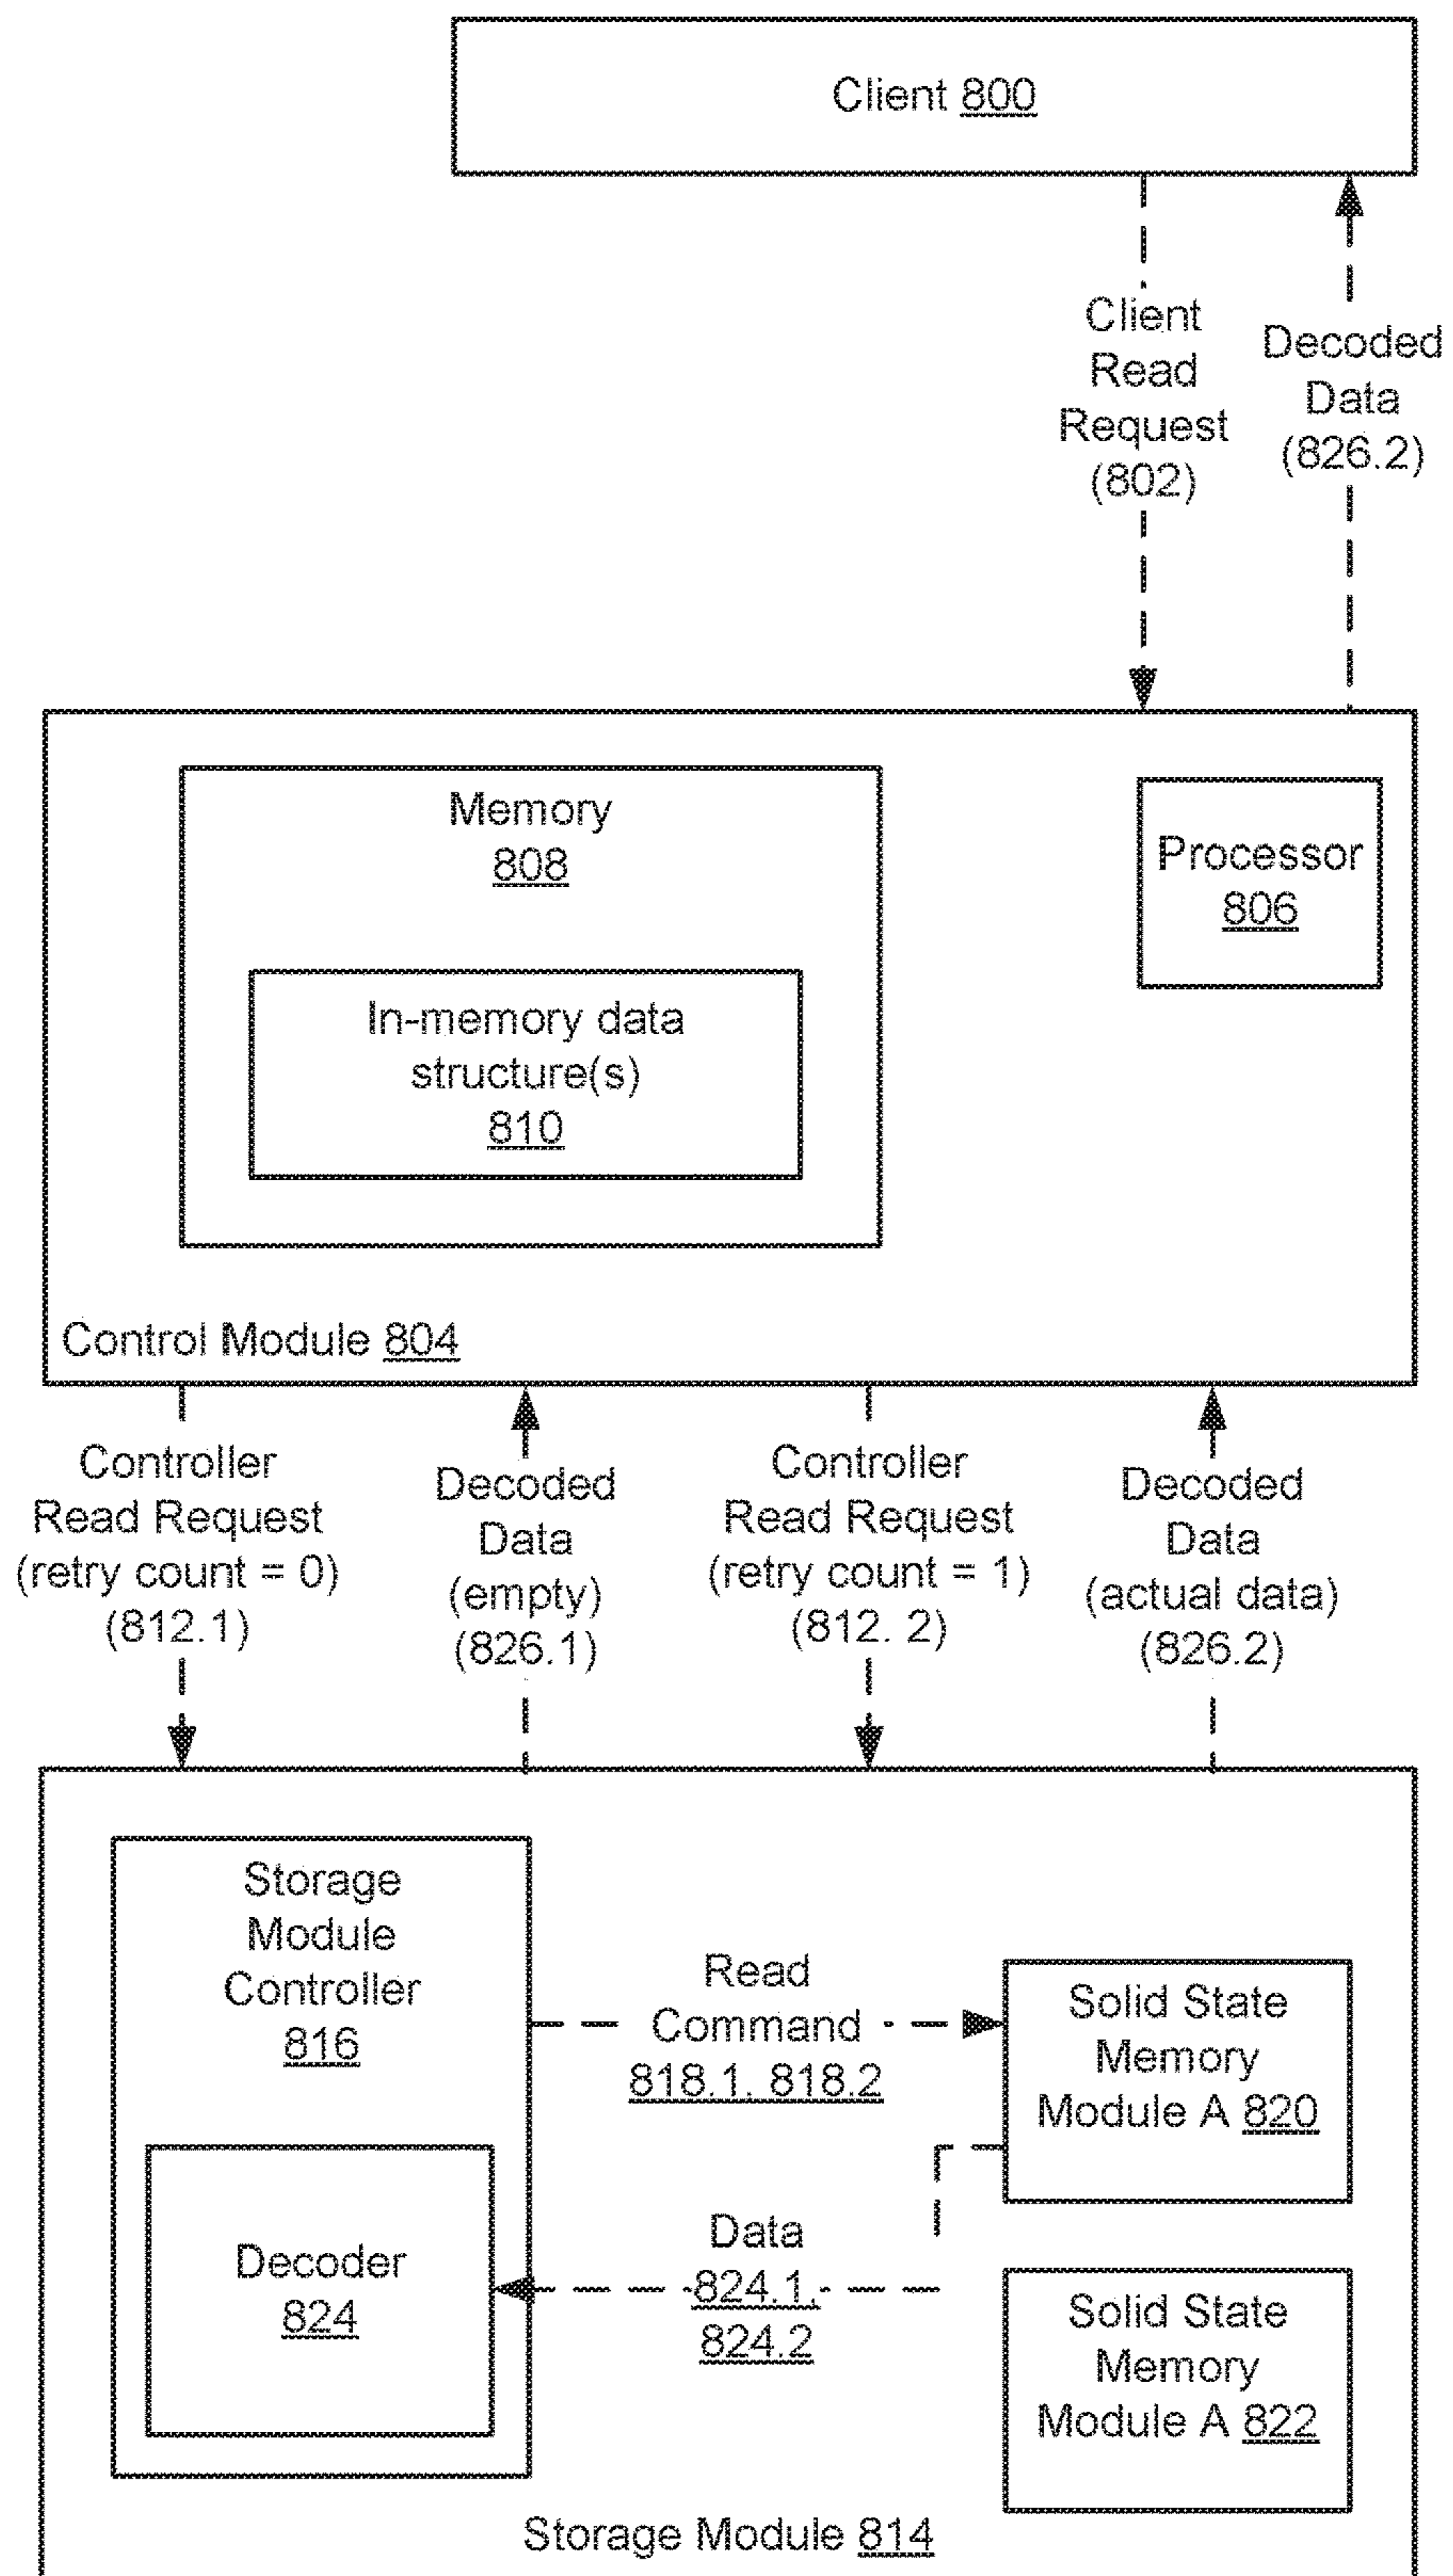 Client 800
Client
Read
Request
(802)
Decoded
Data
(826.2)
Memory
808
Processor
806
In-memory data
structure(s)
810
Control Module 804
Controller
Read Request
(retry count = 0)
(812.1)
Decoded
Data
(empty)
(826.1)
Controller
Read Request
(retry count = 1)
(812. 2)
Decoded
Data
(actual data)
(826.2)
Storage
Module
Controller
816
Read
Command
818.1. 818.2
Solid State
Memory
Module A 820
Decoder
824
Data
824.1,
824.2
Solid State
Memory
Module A 822
Storage Module 814